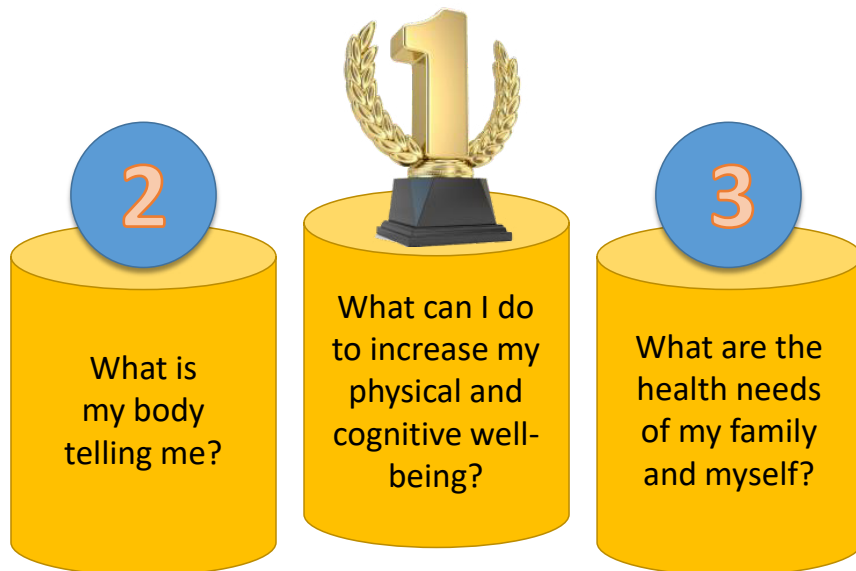 1
2
3
What is
my body
telling me?
What can I do
to increase my
physical and
cognitive well-
being?
What are the
health needs
of my family
and myself?